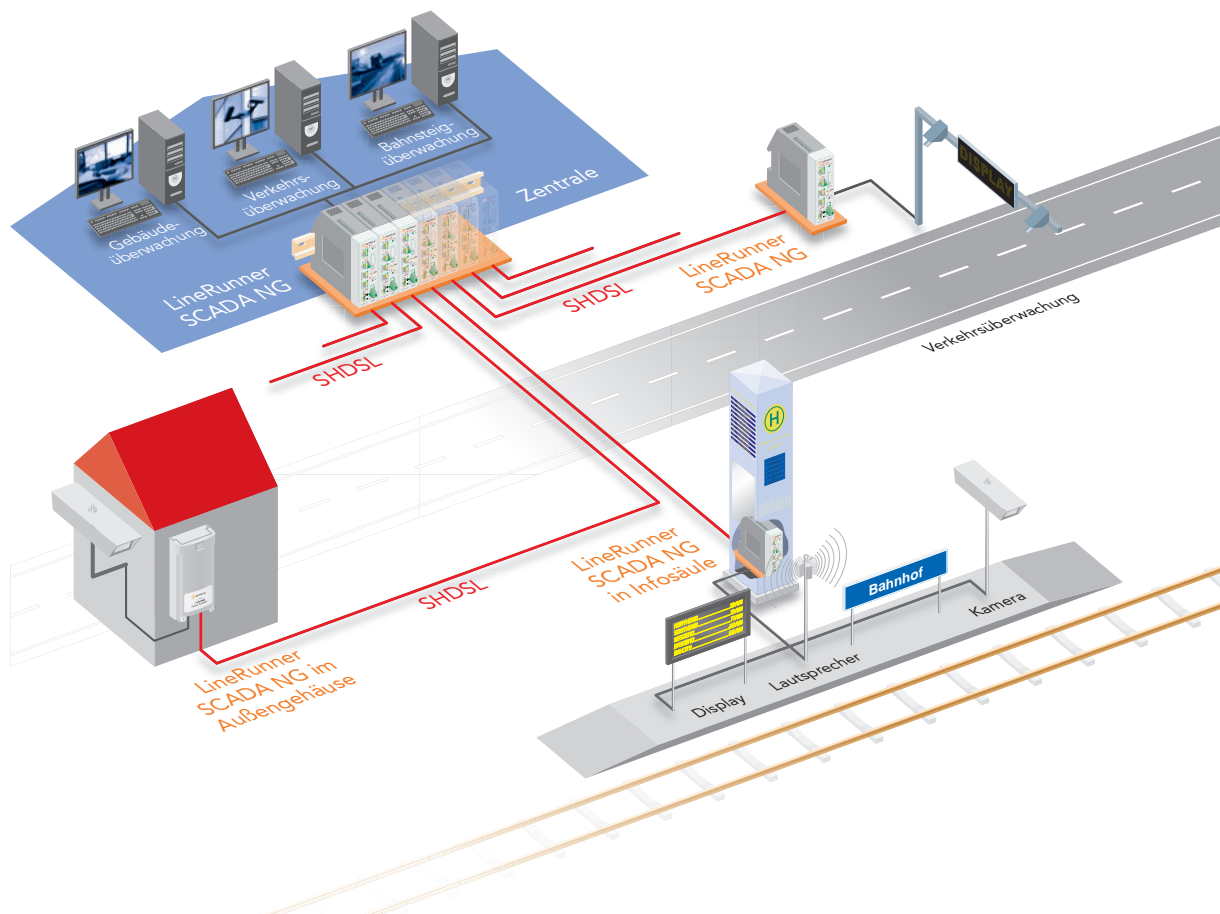 Bahnsteig-
überwachung
Verkehrs-
überwachung
Gebäude-
überwachung
Zentrale
LineRunner
SCADA NG
DISPLAY
LineRunner
SCADA NG
SHDSL
SHDSL
Verkehrsüberwachung
H
LineRunner
SCADA NG
in Infosäule
SHDSL
Bahnhof
Kamera
Lautsprecher
Display
LineRunner
SCADA NG im
Außengehäuse